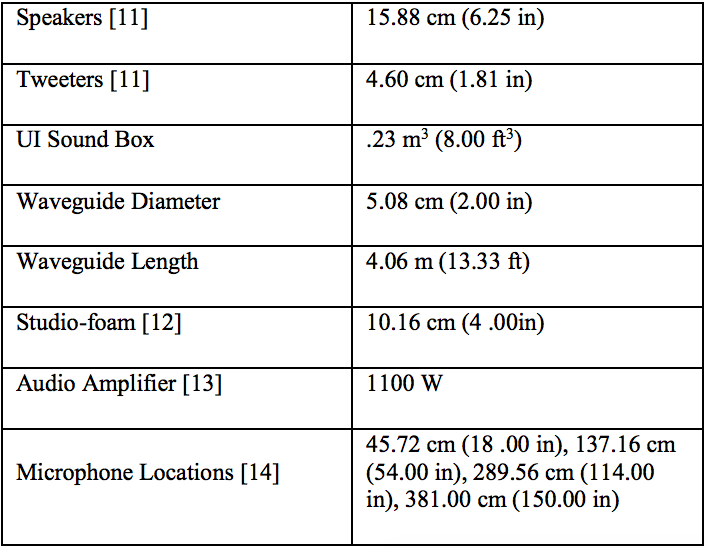 Speakers [11]
15.88 cm (6.25 in)
Tweeters [11]
4.60 cm (1.81 in)
UI Sound Box
.23 m³ (8.00 ft³)
Waveguide Diameter
5.08 cm (2.00 in)
Waveguide Length
4.06 m (13.33 ft)
Studio-foam [12]
10.16 cm (4 .00in)
Audio Amplifier [13]
1100 W
Microphone Locations [14]
45.72 cm (18 .00 in), 137.16 cm
(54.00 in), 289.56 cm (114.00
in), 381.00 cm (150.00 in)